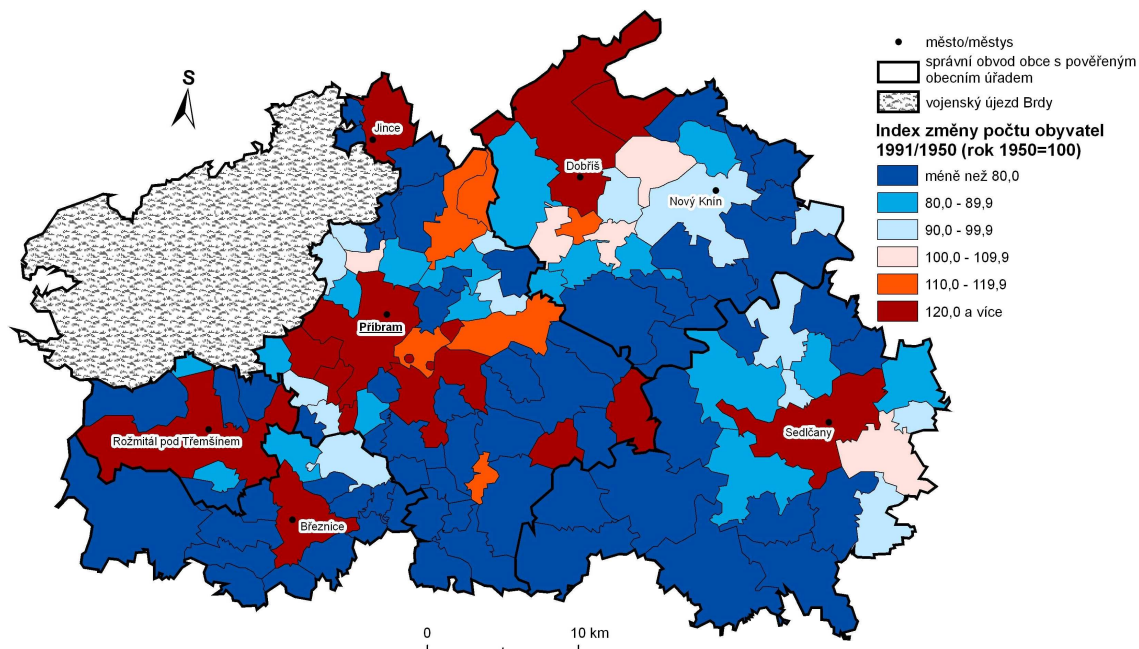 S
město/městys
správní obvod obce s pověřeným
obecním úřadem
vojenský újezd Brdy
Index změny počtu obyvatel
1991/1950 (rok 1950=100)
méně než 80,0
80,0 - 89,9
90,0 - 99,9
100,0 - 109,9
110,0 - 119,9
120,0 a více
Jince
Dobříš
Nový Knín
Příbram
Rožmitál pod Třemšínem
Sedlčany
Březnice
0 10 km